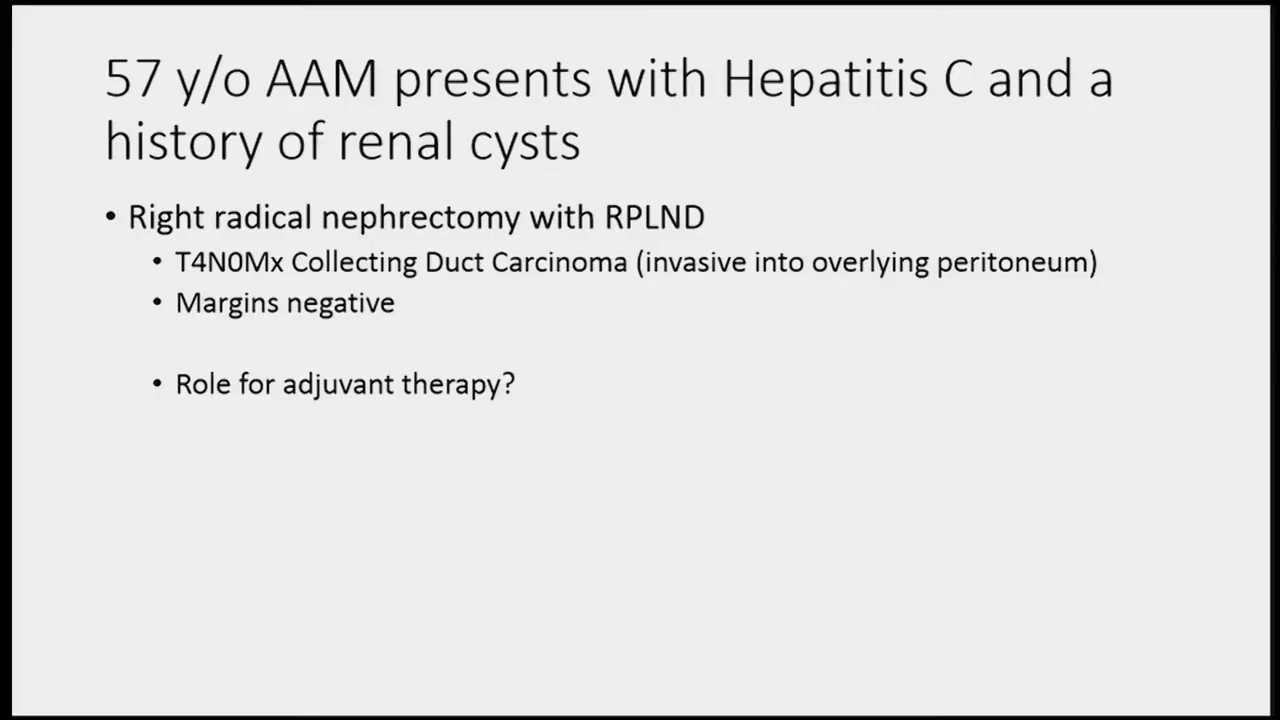 57 y/o AAM presents with Hepatitis C and a
history of renal cysts
• Right radical nephrectomy with RPLND
• T4N0Mx Collecting Duct Carcinoma (invasive into overlying peritoneum)
• Margins negative
• Role for adjuvant therapy?